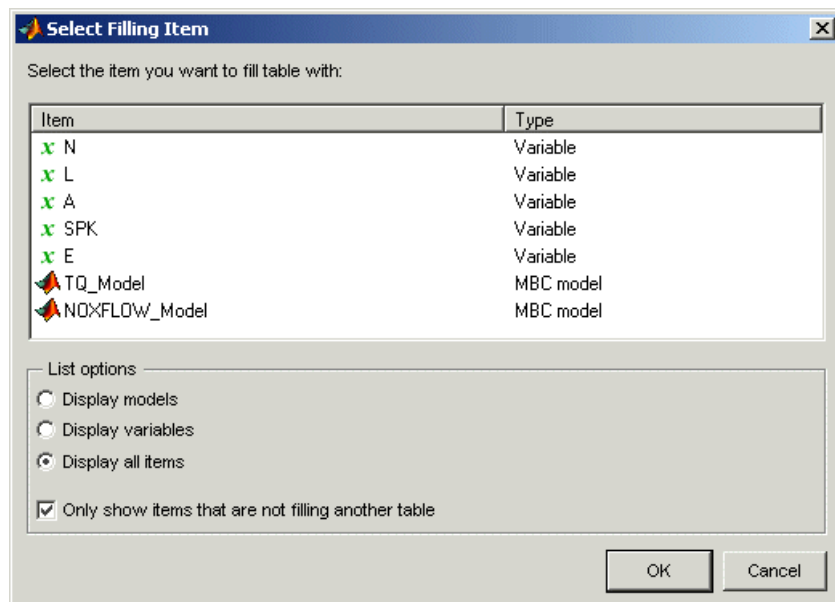 Select Filling Item
Select the item you want to fill table with:
Item Type
x N Variable
x L Variable
x A Variable
x SPK Variable
x E Variable
TQ_Model MBC model
NOXFLOW_Model MBC model
List options
Display models
Display variables
Display all items
Only show items that are not filling another table
OK Cancel